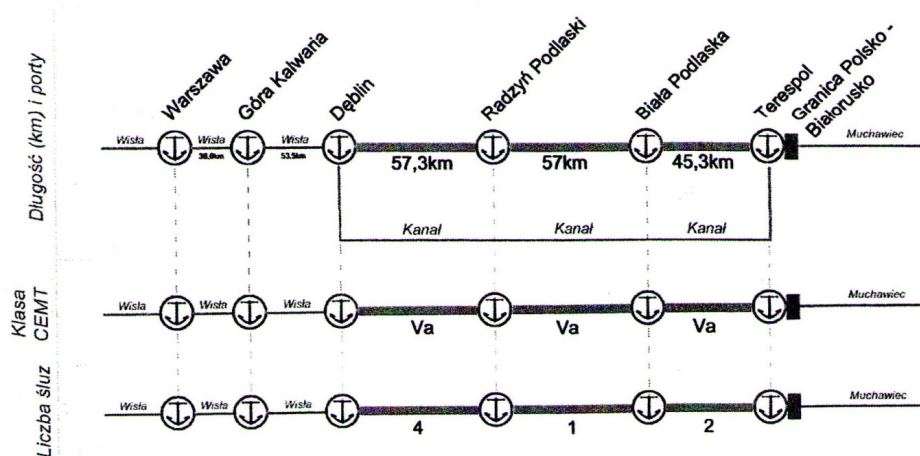 Długość (km) i porty
Warszawa
Góra Kalwaria
Dęblin
Radzyń Podlaski
Biała Podlaska
Terespol
Granica Polsko -
Białorusko
Wisła
Wisła
Wisła
Muchawiec
53.5km
57,3km
57km
45,3km
Kanał
Kanał
Kanał
Klasa
CEMT
Wisła
Wisła
Wisła
Muchawiec
Va
Va
Va
Liczba śluz
Wisła
Wisła
Wisła
Muchawiec
4
1
2